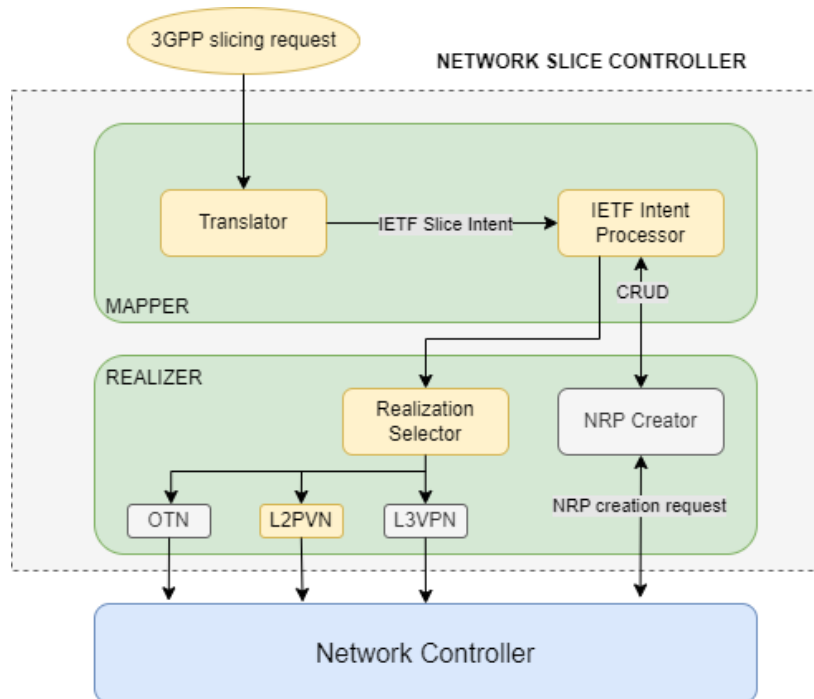 3GPP slicing request
NETWORK SLICE CONTROLLER
Translator
IETF Slice Intent
IETF Intent
Processor
CRUD
MAPPER
REALIZER
Realization
Selector
NRP Creator
NRP creation request
OTN
L2PVN
L3VPN
Network Controller